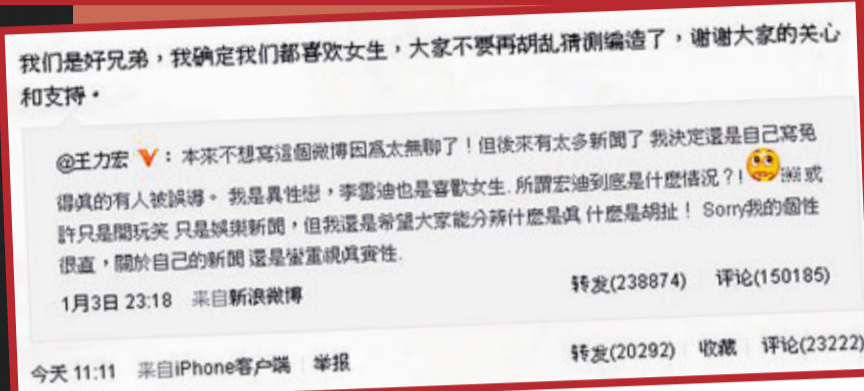 我们是好兄弟，我确定我们都喜欢女生，大家不要再胡乱猜测编造了，谢谢大家的关心
和支持。
@王力宏 V：本來不想寫這個微博因爲太無聊了！但後來有太多新聞了 我決定還是自己寫免
得真的有人被誤導。 我是異性戀，李雲迪也是喜歡女生. 所謂宏迪到底是什麽情況？！ 或
許只是開玩笑 只是娛樂新聞，但我還是希望大家能分辨什麽是真 什麽是胡扯！ Sorry我的個性
很直，關於自己的新聞 還是蠻重視真實性.
1月3日 23:18 来自新浪微博 转发(238874) 评论(150185)
今天 11:11 来自iPhone客户端 举报 转发(20292) 收藏 评论(23222)